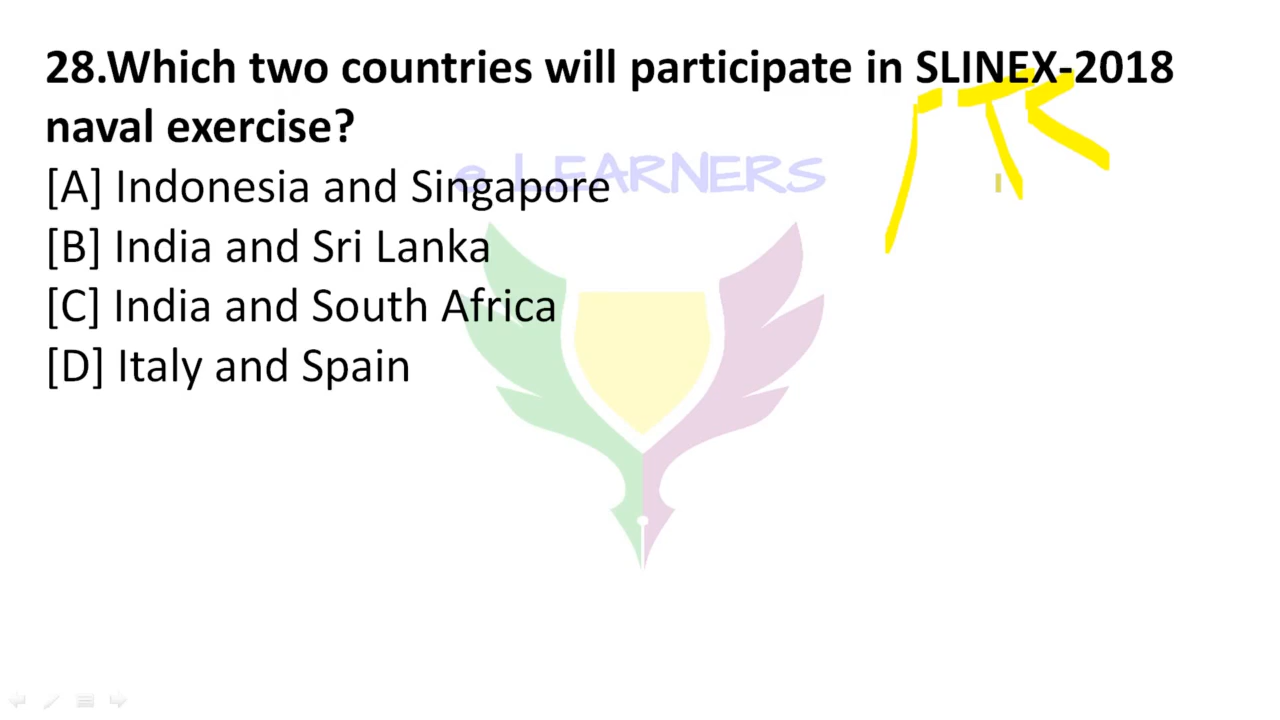 28.Which two countries will participate in SLINEX-2018
naval exercise?
e LEARNERS
[A] Indonesia and Singapore
[B] India and Sri Lanka
[C] India and South Africa
[D] Italy and Spain